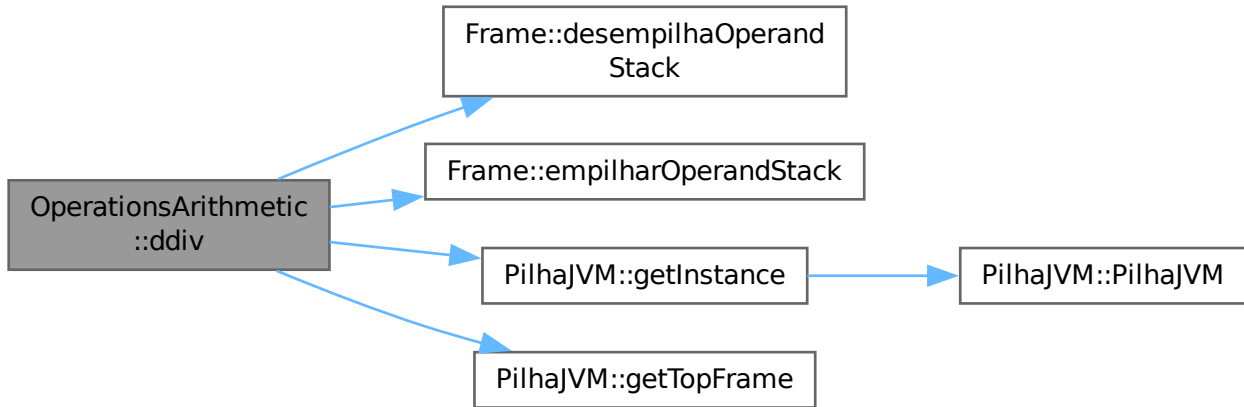 Frame::desempilhaOperand
Stack
Frame::empilharOperandStack
OperationsArithmetic
::ddiv
PilhaJVM::getInstance
PilhaJVM::PilhaJVM
PilhaJVM::getTopFrame